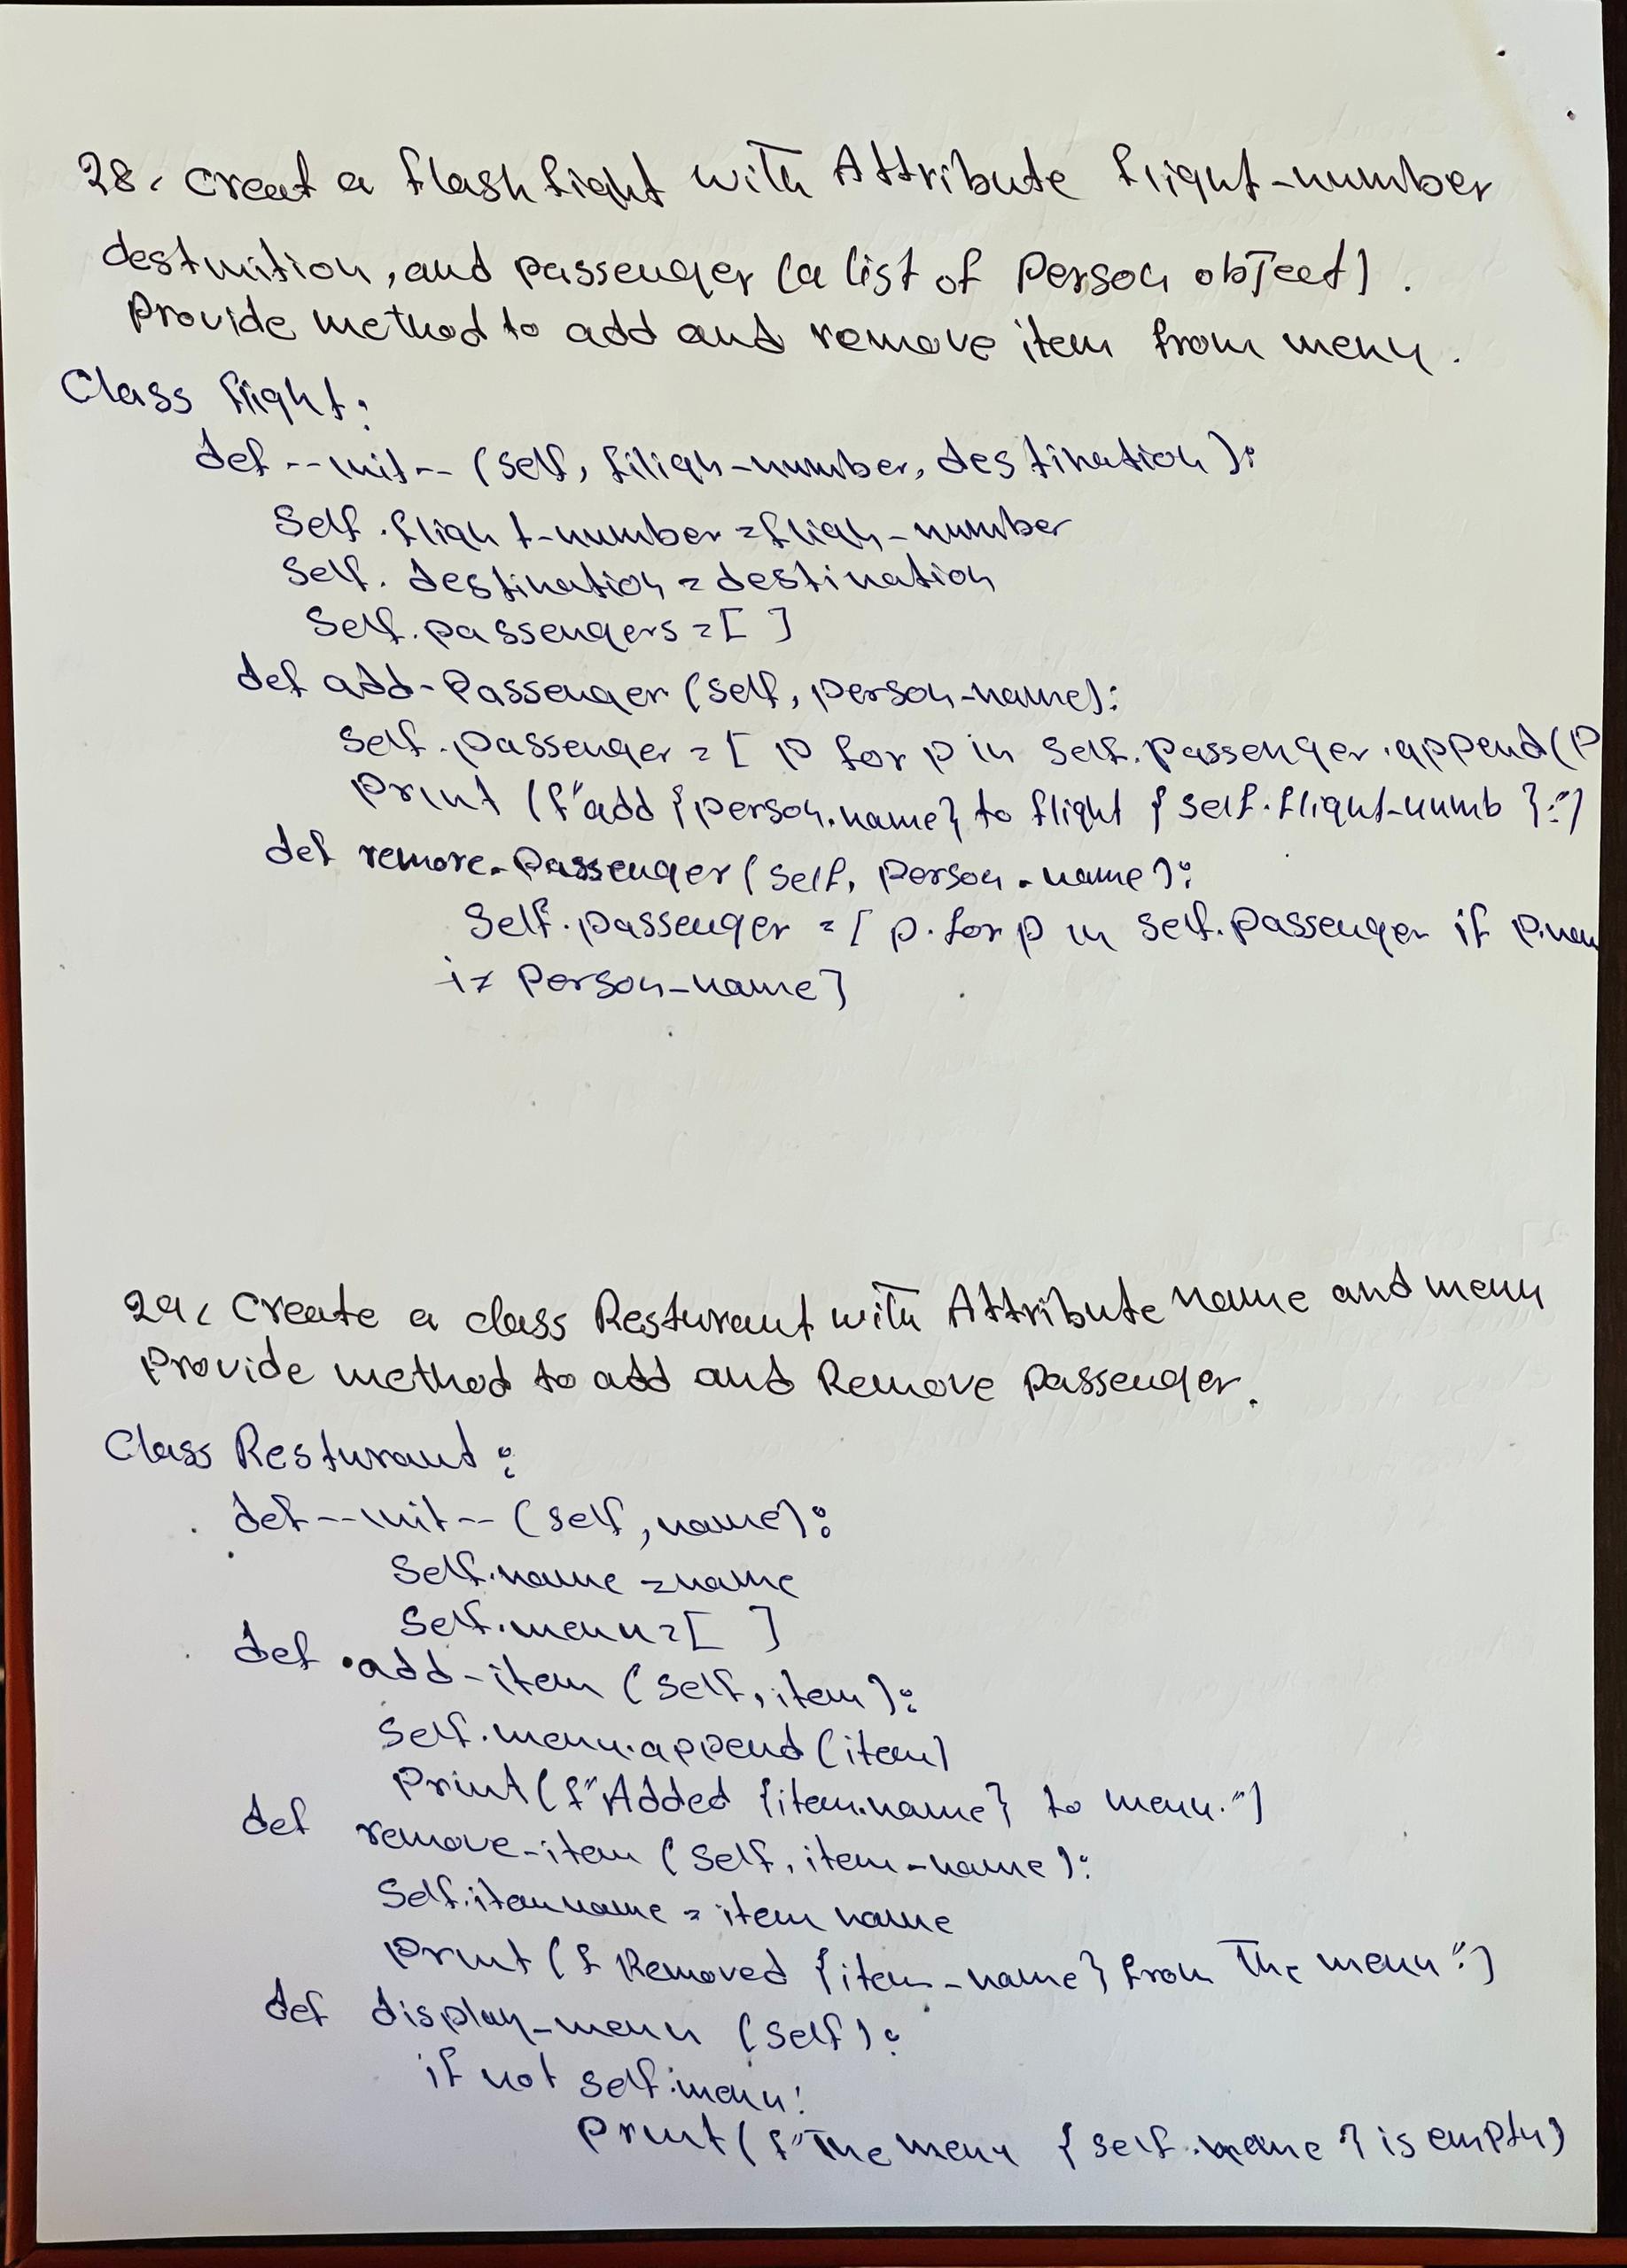 28. Creat a flash fight with Attribute flight-number
destnition, and passenger (a list of Person object).
Provide method to add and remove item from menu.
Class flight:
def --init-- (self, fliigh-number, destination):
Self.flight-number = fligh-number
Self. destination = destination
Self.passengers = [ ]
def add-Passenger (self, person-name):
Self.passenger = [ p for p in self.passenger.append(P
Print (f"add {person.name} to flight { self.flight-numb }.")
def remove-Passenger (self, person-name):
Self.passenger = [ p. for p in self.passenger if p.nam
i= Person-name]
29. Create a class Resturant with Attribute name and menu
Provide method to add and Remove passenger.
Class Resturant:
def --init-- (self, name):
Self.name = name
Self.menu = [ ]
def add-item (self, item):
Self.menu.append (item)
Print (f"Added {item.name} to menu.")
def remove-item (self, item-name):
Self.itemname = item name
Print (f Removed {item-name} from The menu.")
def display-menu (self):
if not self.menu:
Print (f"The menu {self.name} is empty)